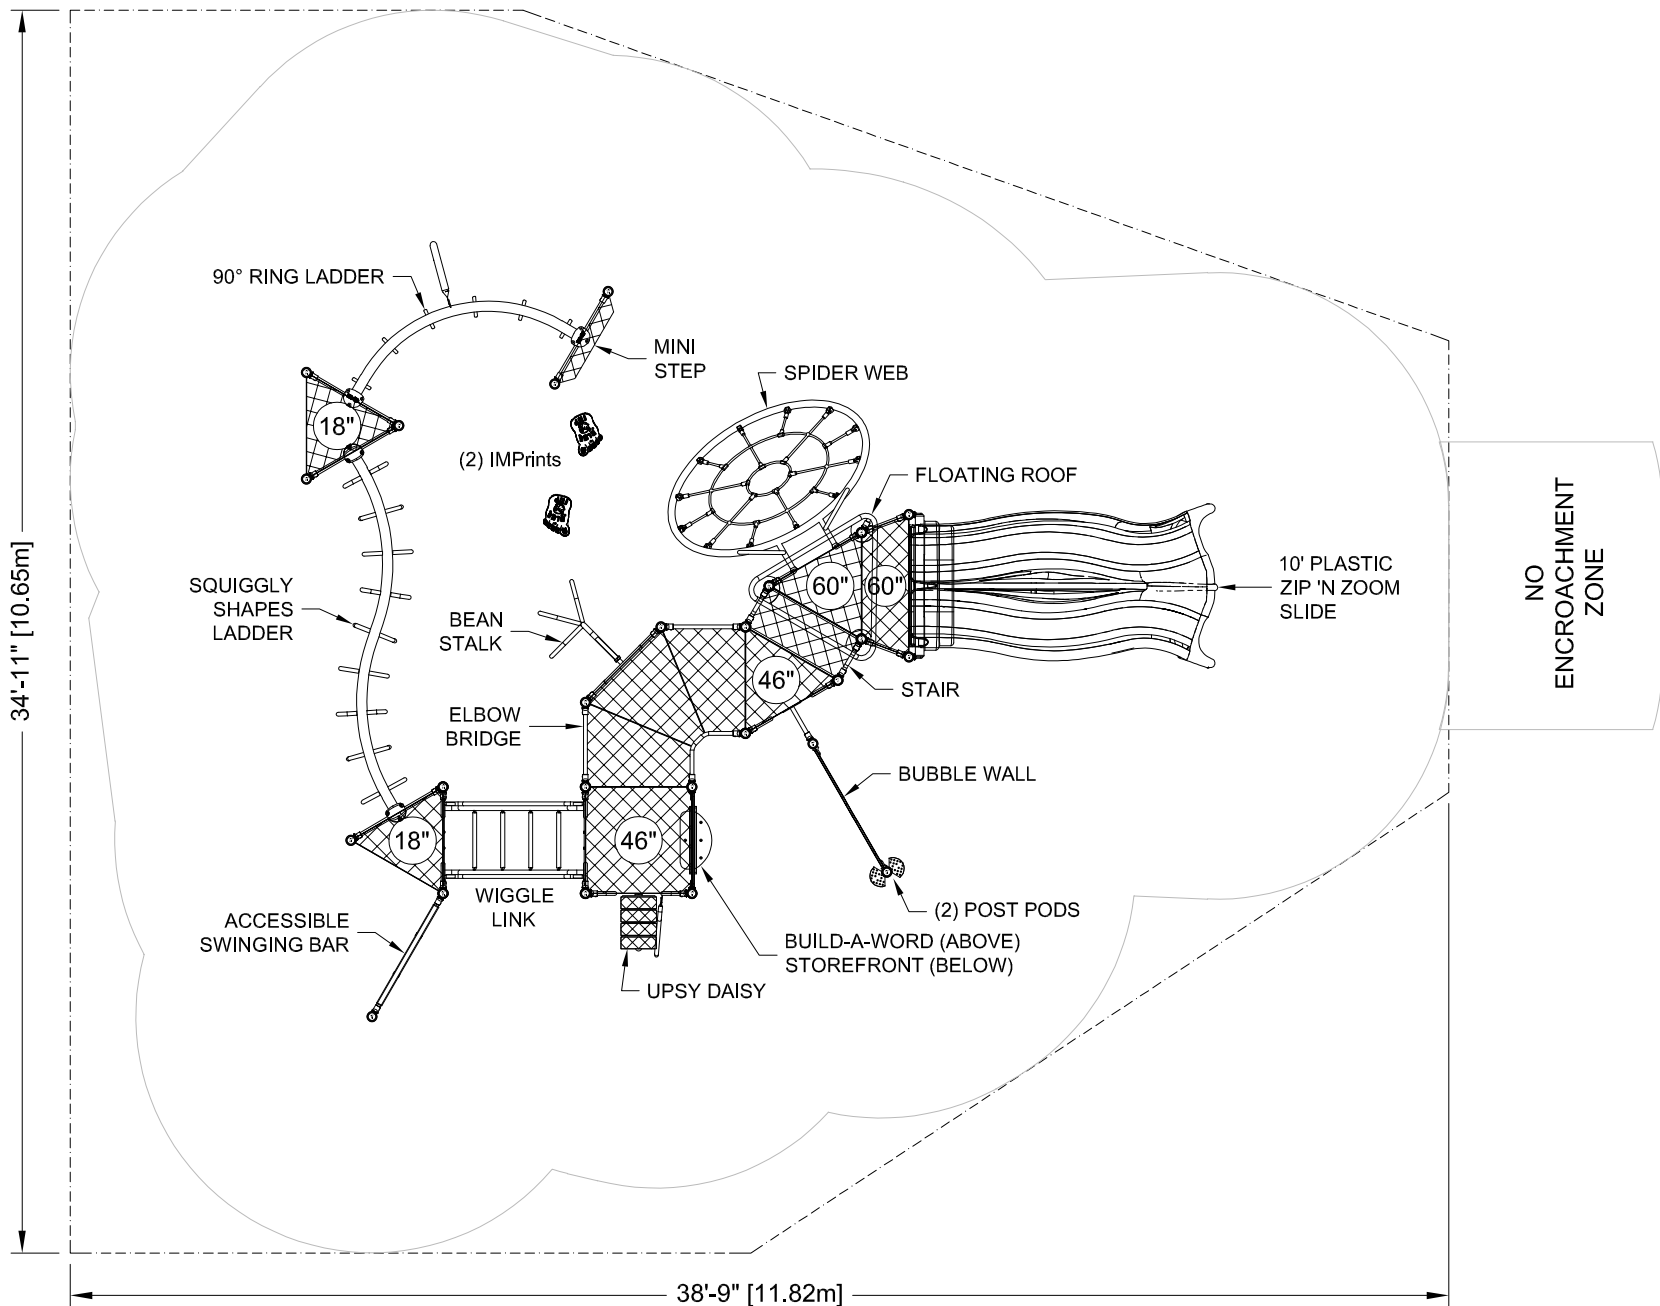 90° RING LADDER
MINI
STEP
SPIDER WEB
18"
(2) IMPrints
FLOATING ROOF
NO
ENCROACHMENT
ZONE
SQUIGGLY
SHAPES
LADDER
BEAN
STALK
60"
60"
10' PLASTIC
ZIP 'N ZOOM
SLIDE
34'-11" [10.65m]
46"
STAIR
ELBOW
BRIDGE
BUBBLE WALL
18"
46"
WIGGLE
LINK
ACCESSIBLE
SWINGING BAR
(2) POST PODS
BUILD-A-WORD (ABOVE)
STOREFRONT (BELOW)
UPSY DAISY
38'-9" [11.82m]